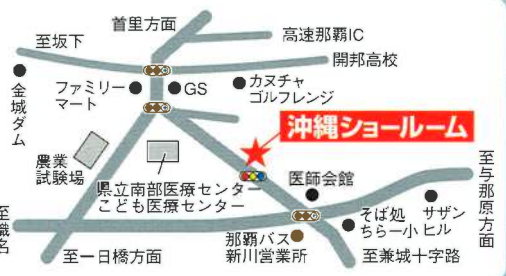 首里方面
至坂下
高速那覇IC
開邦高校
ファミリー
マート
GS
カヌチャ
ゴルフレンジ
金城ダム
沖縄ショールーム
農業
試験場
県立南部医療センター
こども医療センター
医師会館
至与那原方面
至識名
そば処
ちらー小
サザン
ヒル
那覇バス
新川営業所
至一日橋方面
至兼城十字路